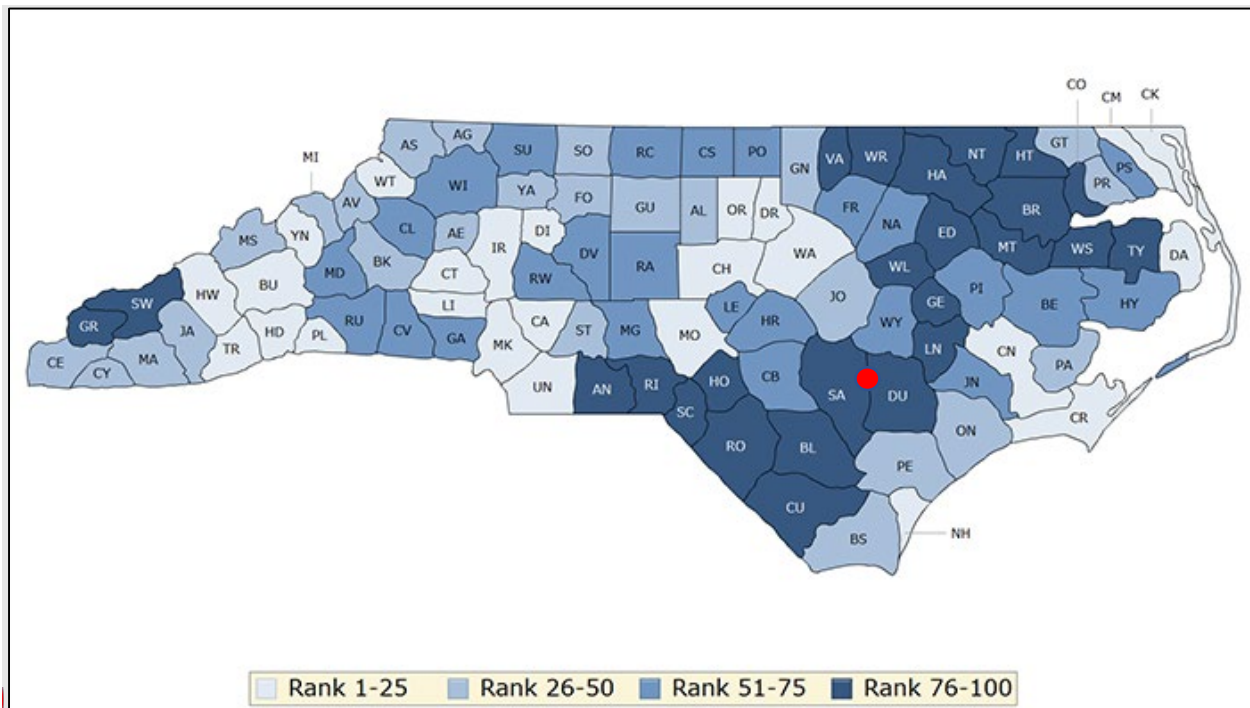 CO
CM
CK
AS
AG
SU
SO
RC
CS
PO
GN
VA
WR
NT
HT
GT
MI
WT
WI
YA
FO
GU
AL
OR
DR
FR
NA
HA
BR
PR
PS
AV
CL
AE
IR
DI
DV
RA
CH
WA
WL
ED
MT
WS
TY
DA
MS
YN
MD
BK
CT
RW
SW
HW
BU
LI
LE
HR
JO
WY
GE
PI
BE
HY
GR
JA
TR
HD
PL
RU
CV
GA
MK
CA
ST
MG
MO
LN
CN
PA
CE
CY
MA
UN
AN
RI
HO
CB
SA
DU
JN
SC
RO
BL
PE
ON
CR
CU
BS
NH
Rank 1-25 Rank 26-50 Rank 51-75 Rank 76-100